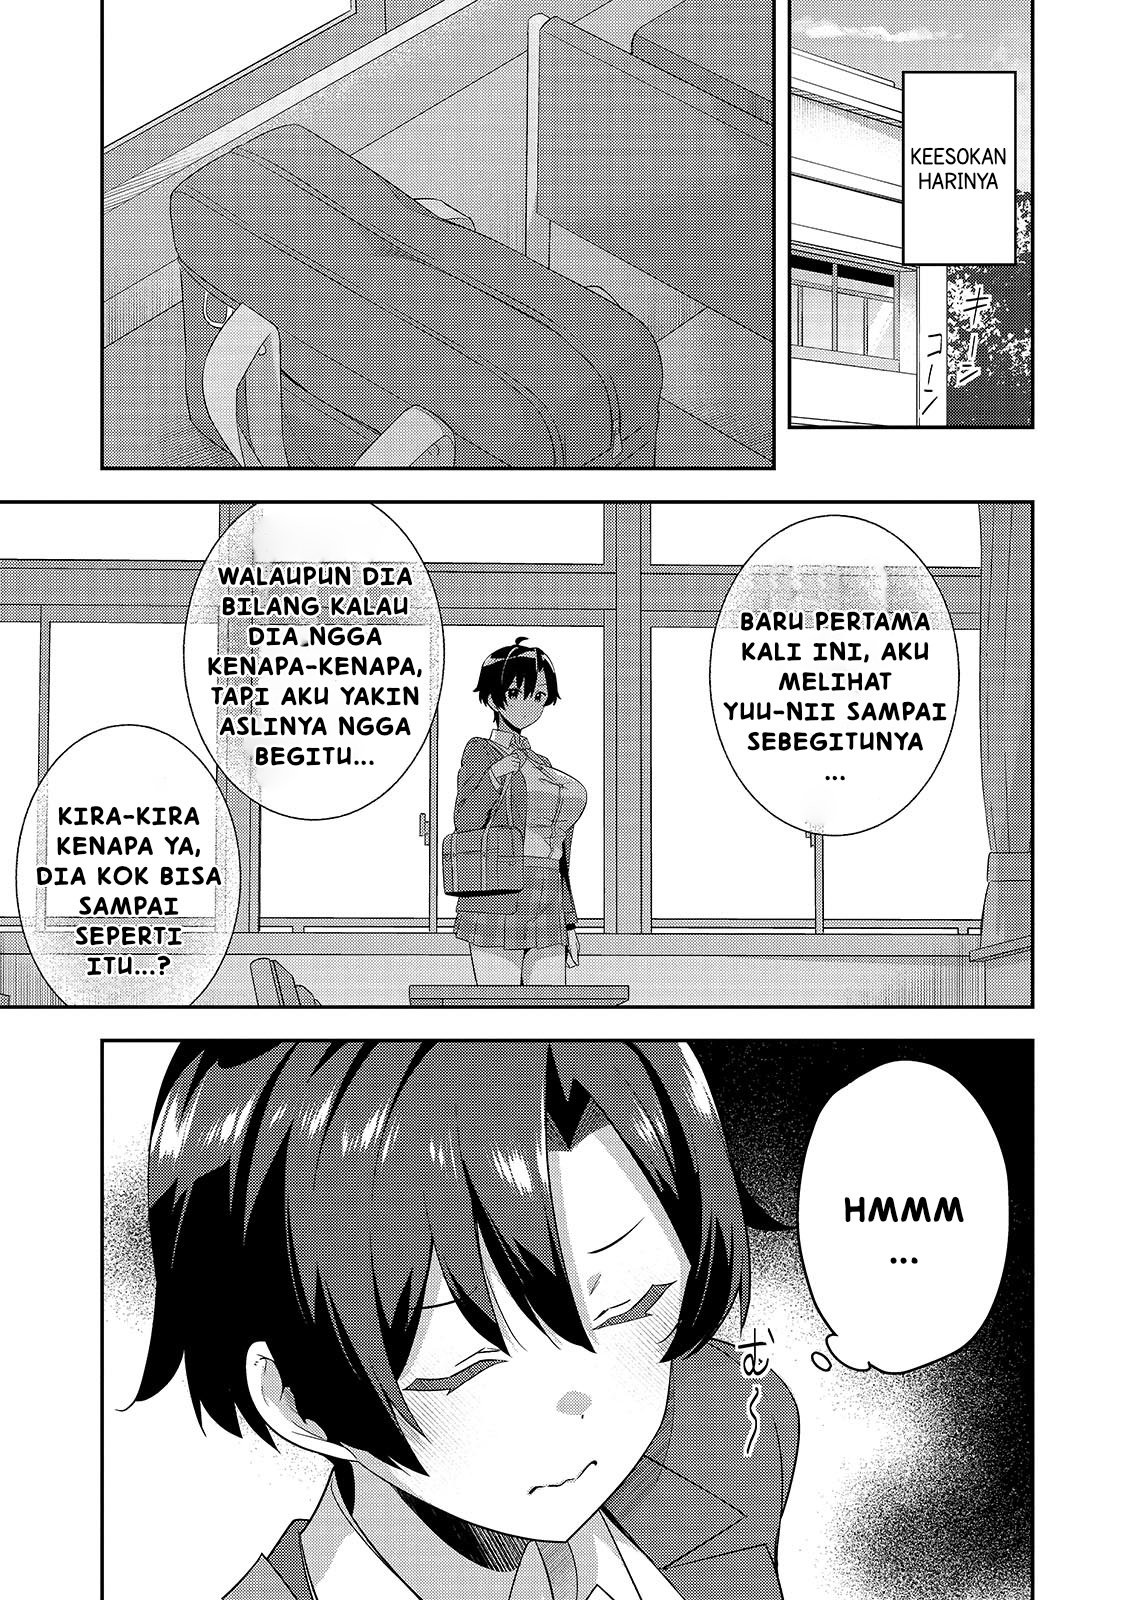 KEESOKAN
HARINYA
キーン
コーン
BARU PERTAMA
KALI INI, AKU
MELIHAT
YUU-NII SAMPAI
SEBEGITUNYA
...
WALAUPUN DIA
BILANG KALAU
DIA NGGA
KENAPA-KENAPA,
TAPI AKU YAKIN
ASLINYA NGGA
BEGITU...
KIRA-KIRA
KENAPA YA,
DIA KOK BISA
SAMPAI
SEPERTI
ITU...?
HMMM
...
む～